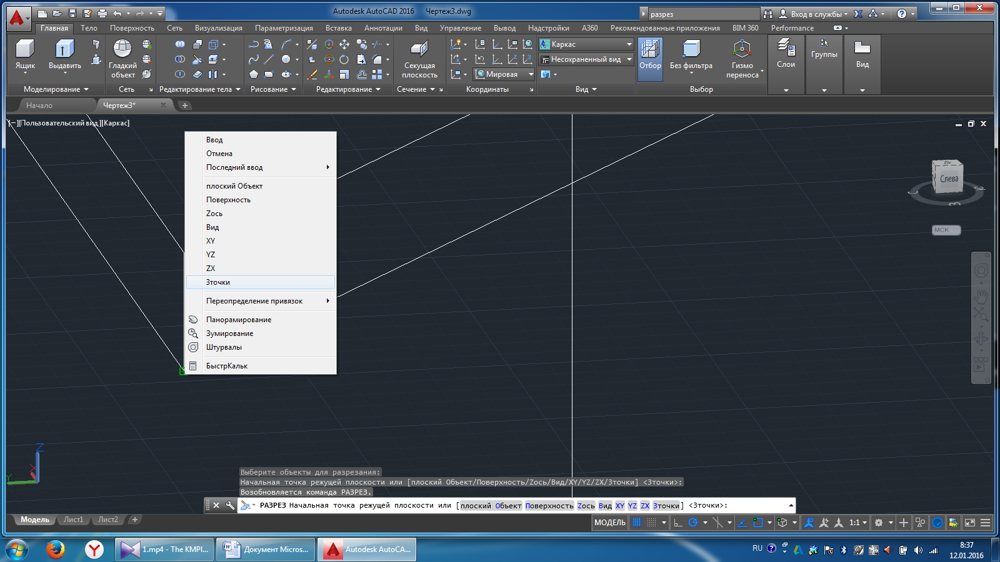 Autodesk AutoCAD 2016 Чертеж3.dwg
разрез
Вход в службы
Главная Тело Поверхность Сеть Визуализация Параметризация Вставка Аннотации Вид Управление Вывод Надстройки A360 Рекомендованные приложения BIM 360 Performance
Ящик
Выдавить
Гладкий объект
Секущая плоскость
Мировая
Каркас
Несохраненный вид
Отбор
Без фильтра
Гизмо переноса
Слои
Группы
Вид
Моделирование Сеть Редактирование тела Рисование Редактирование Сечение Координаты Вид Выбор
Начало Чертеж3*
[−][Пользовательский вид][Каркас]
Ввод
Отмена
Последний ввод
плоский Объект
Поверхность
Zось
Вид
XY
YZ
ZX
3точки
Переопределение привязок
Панорамирование
Зумирование
Штурвалы
БыстрКальк
Слева
МСК
Z
Выберите объекты для разрезания:
Начальная точка режущей плоскости или [плоский Объект/Поверхность/Zось/Вид/XY/YZ/ZX/3точки] <3точки>:
Возобновляется команда РАЗРЕЗ.
РАЗРЕЗ Начальная точка режущей плоскости или [плоский Объект Поверхность Zось Вид XY YZ ZX 3точки] <3точки>:
Модель Лист1 Лист2
МОДЕЛЬ 1:1
1.mp4 - The KMPl...
Документ Micros...
Autodesk AutoCA...
RU
8:37
12.01.2016